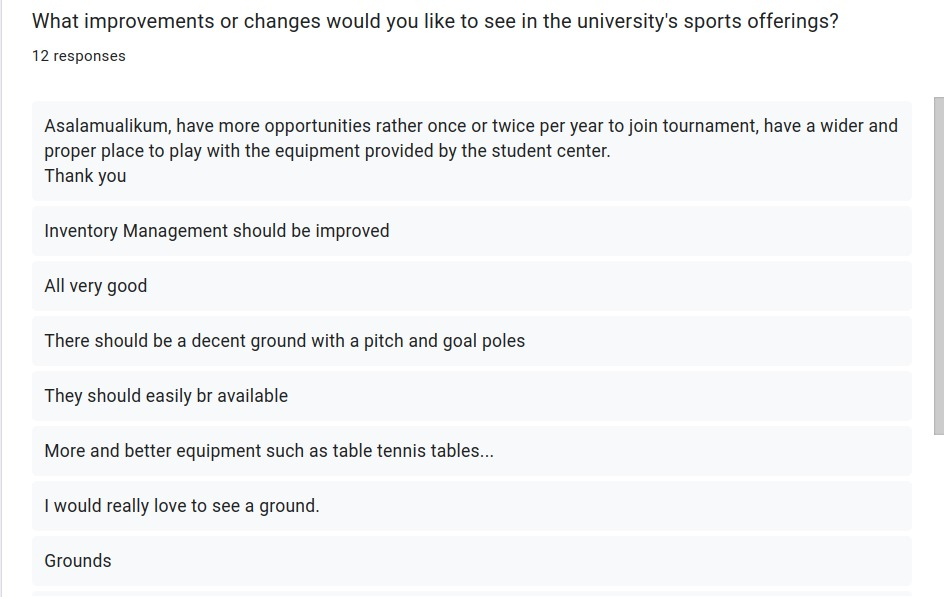 What improvements or changes would you like to see in the university's sports offerings?
12 responses
Asalamualikum, have more opportunities rather once or twice per year to join tournament, have a wider and
proper place to play with the equipment provided by the student center.
Thank you
Inventory Management should be improved
All very good
There should be a decent ground with a pitch and goal poles
They should easily br available
More and better equipment such as table tennis tables...
I would really love to see a ground.
Grounds